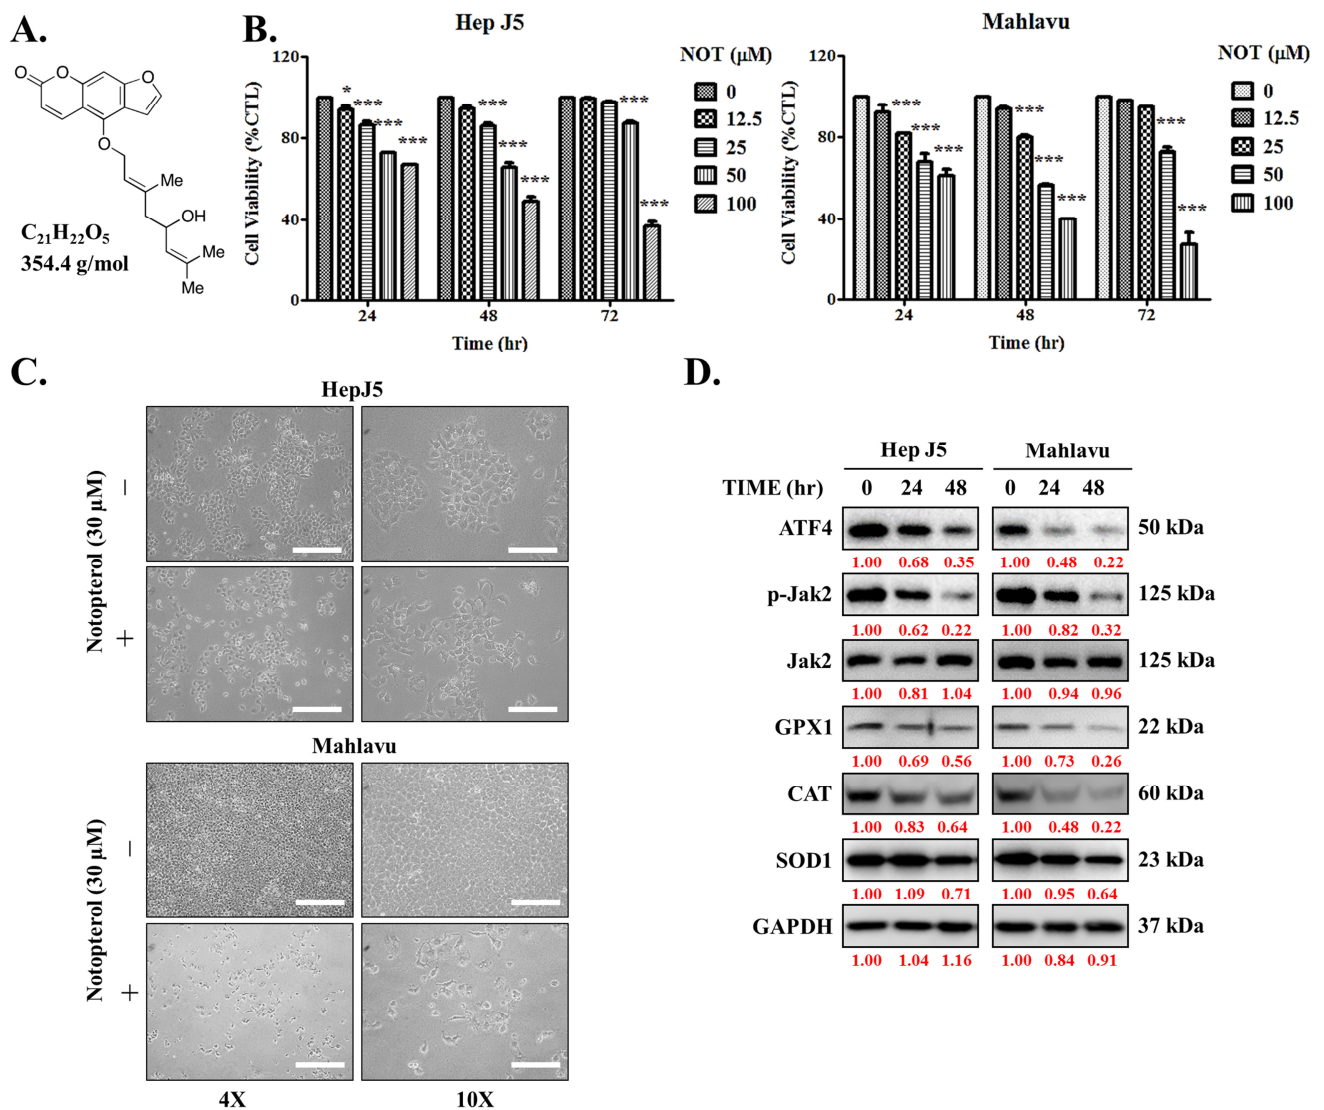 A.
O
O
O
O
Me
OH
Me
Me
C21H22O5
354.4 g/mol
B.
Hep J5
Cell Viability (%CTL)
120
80
40
0
* *** *** ***
*** *** ***
*** ***
24 48 72
Time (hr)
NOT (μM)
0
12.5
25
50
100
Mahlavu
Cell Viability (%CTL)
120
80
40
0
*** *** ***
*** *** ***
*** ***
24 48 72
Time (hr)
NOT (μM)
0
12.5
25
50
100
C.
HepJ5
Notopterol (30 μM)
−
+
Mahlavu
Notopterol (30 μM)
−
+
4X 10X
D.
Hep J5 Mahlavu
TIME (hr) 0 24 48 0 24 48
ATF4 50 kDa
1.00 0.68 0.35 1.00 0.48 0.22
p-Jak2 125 kDa
1.00 0.62 0.22 1.00 0.82 0.32
Jak2 125 kDa
1.00 0.81 1.04 1.00 0.94 0.96
GPX1 22 kDa
1.00 0.69 0.56 1.00 0.73 0.26
CAT 60 kDa
1.00 0.83 0.64 1.00 0.48 0.22
SOD1 23 kDa
1.00 1.09 0.71 1.00 0.95 0.64
GAPDH 37 kDa
1.00 1.04 1.16 1.00 0.84 0.91